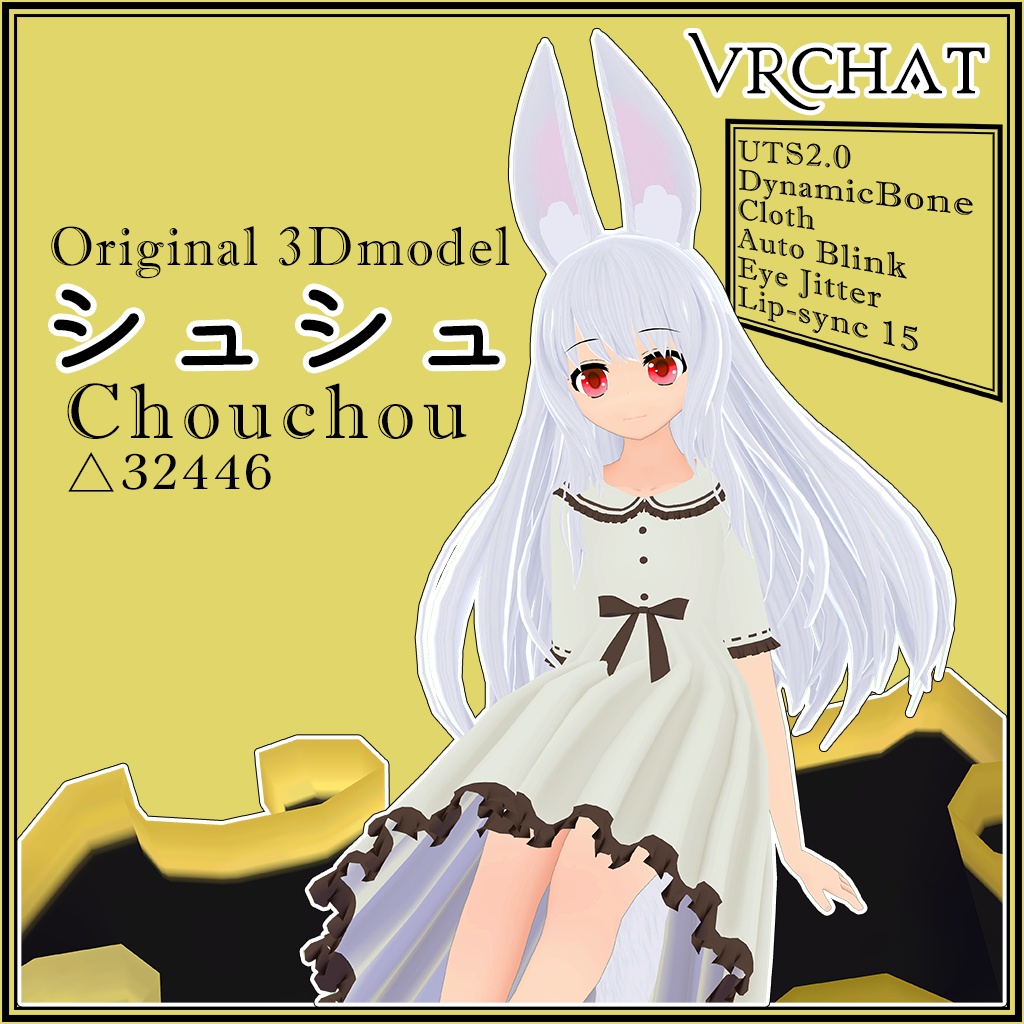 VRCHAT
UTS2.0
DynamicBone
Cloth
Auto Blink
Eye Jitter
Lip-sync 15
Original 3Dmodel
シュシュ
Chouchou
△32446